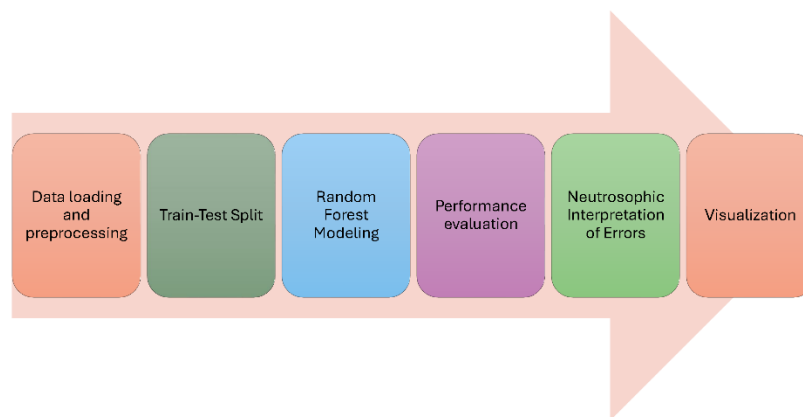 Data loading
and
preprocessing
Train-Test Split
Random
Forest
Modeling
Performance
evaluation
Neutrosophic
Interpretation
of Errors
Visualization